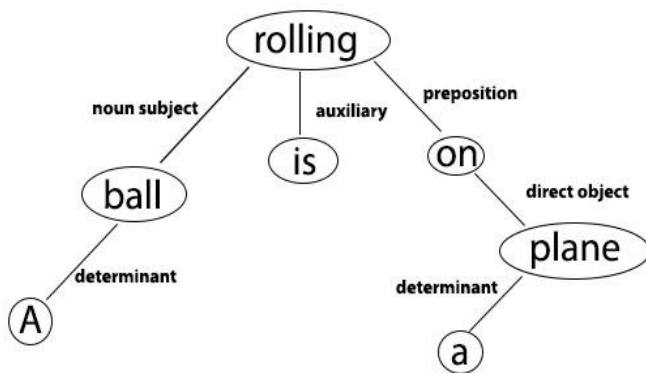 rolling
noun subject
auxiliary
preposition
ball
is
on
direct object
plane
determinant
A
determinant
a